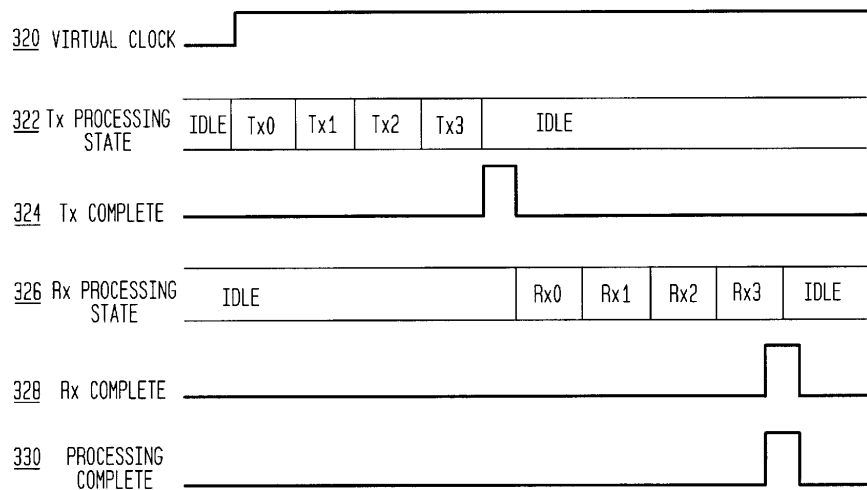 320 VIRTUAL CLOCK
322 Tx PROCESSING STATE
IDLE Tx0 Tx1 Tx2 Tx3 IDLE
324 Tx COMPLETE
326 Rx PROCESSING STATE
IDLE Rx0 Rx1 Rx2 Rx3 IDLE
328 Rx COMPLETE
330 PROCESSING COMPLETE